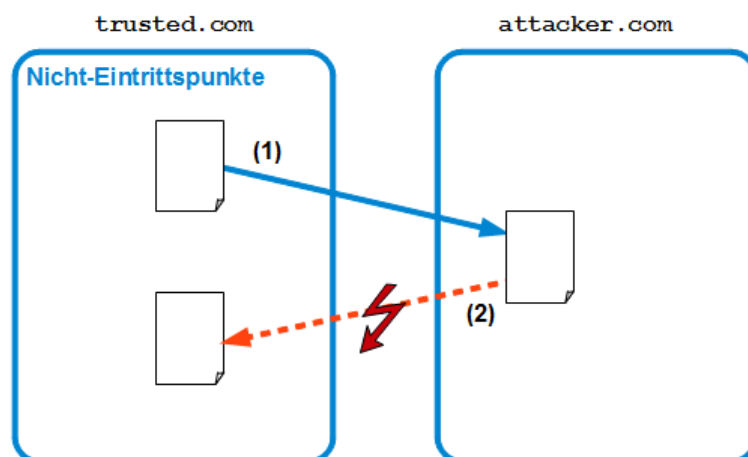 trusted.com
attacker.com
Nicht-Eintrittspunkte
(1)
(2)